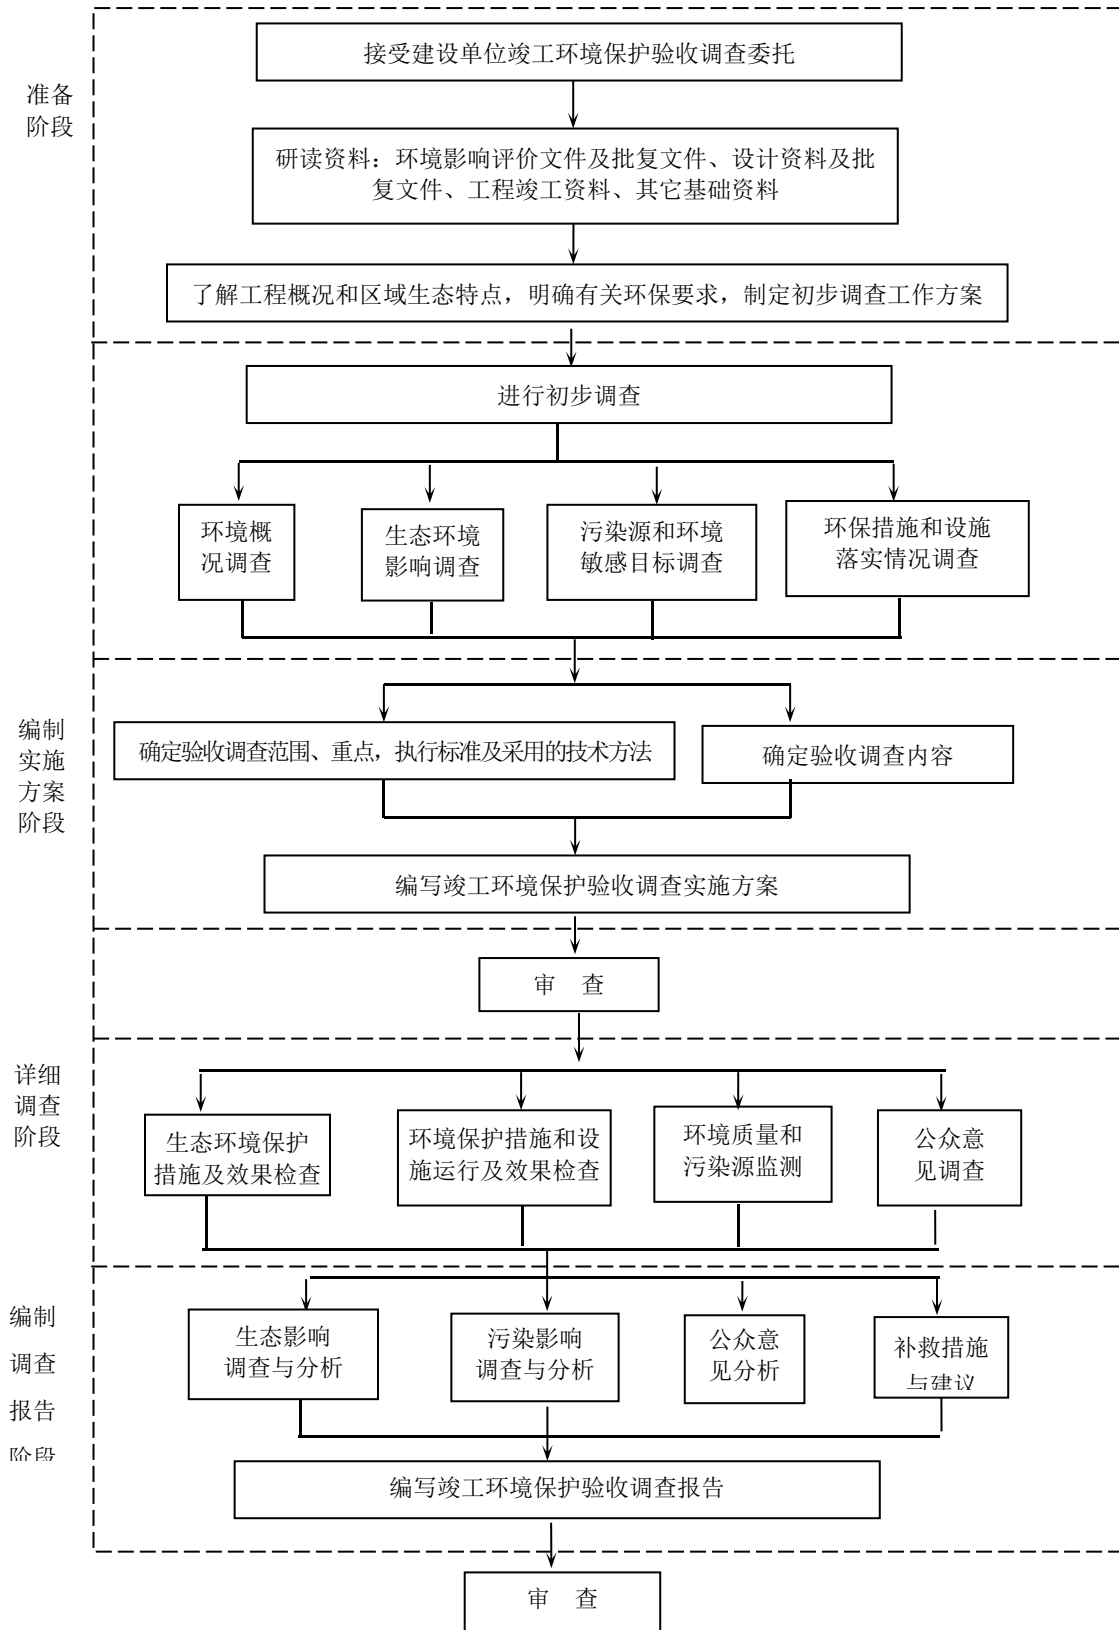 接受建设单位竣工环境保护验收调查委托
准备
阶段
研读资料：环境影响评价文件及批复文件、设计资料及批
复文件、工程竣工资料、其它基础资料
了解工程概况和区域生态特点，明确有关环保要求，制定初步调查工作方案
进行初步调查
环境概
况调查
生态环境
影响调查
污染源和环境
敏感目标调查
环保措施和设施
落实情况调查
编制
实施
方案
阶段
确定验收调查范围、重点，执行标准及采用的技术方法
确定验收调查内容
编写竣工环境保护验收调查实施方案
审 查
详细
调查
阶段
生态环境保护
措施及效果检查
环境保护措施和设
施运行及效果检查
环境质量和
污染源监测
公众意
见调查
编制
调查
报告
阶段
生态影响
调查与分析
污染影响
调查与分析
公众意
见分析
补救措施
与建议
编写竣工环境保护验收调查报告
审 查